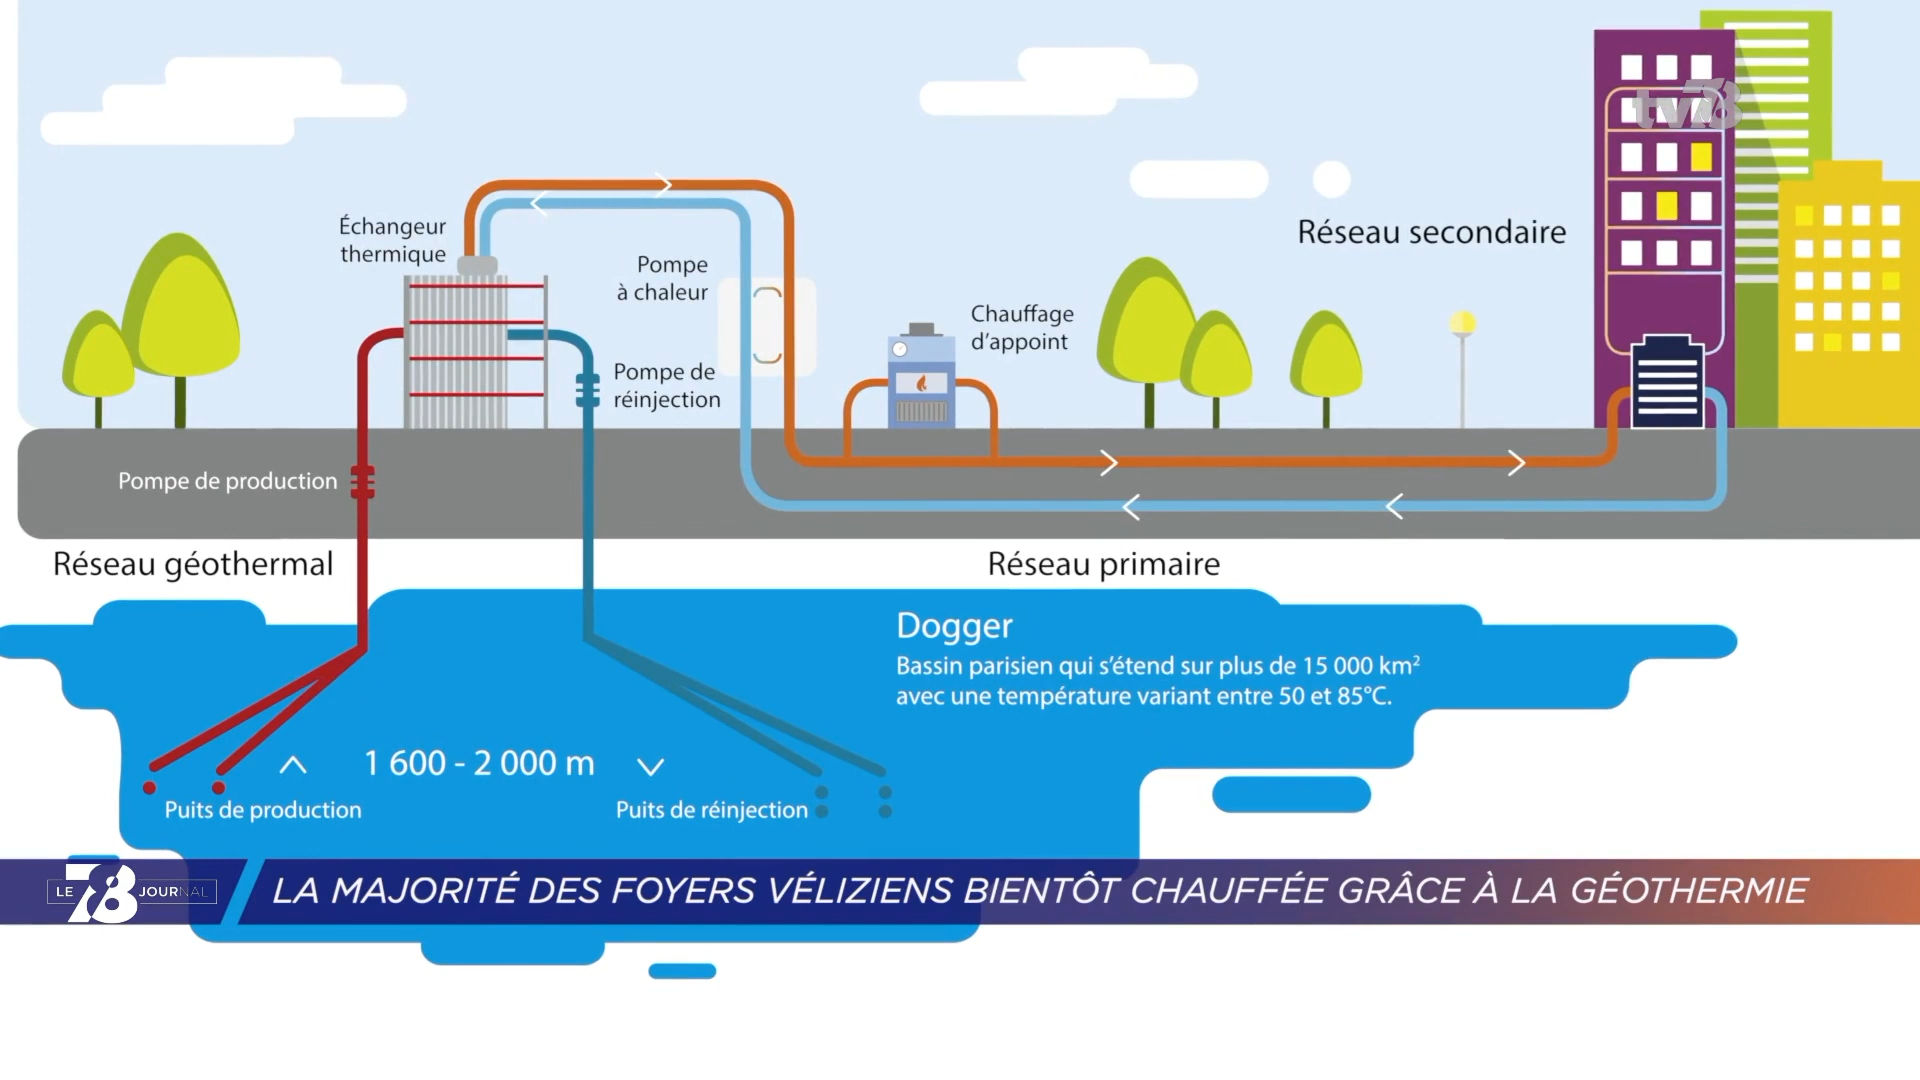 tv78
Réseau secondaire
Échangeur
thermique
Pompe
à chaleur
Chauffage
d’appoint
Pompe de
réinjection
Pompe de production
Réseau géothermal
Réseau primaire
Dogger
Bassin parisien qui s’étend sur plus de 15 000 km²
avec une température variant entre 50 et 85°C.
1 600 - 2 000 m
Puits de production
Puits de réinjection
LE 78 JOURNAL
LA MAJORITÉ DES FOYERS VÉLIZIENS BIENTÔT CHAUFFÉE GRÂCE À LA GÉOTHERMIE